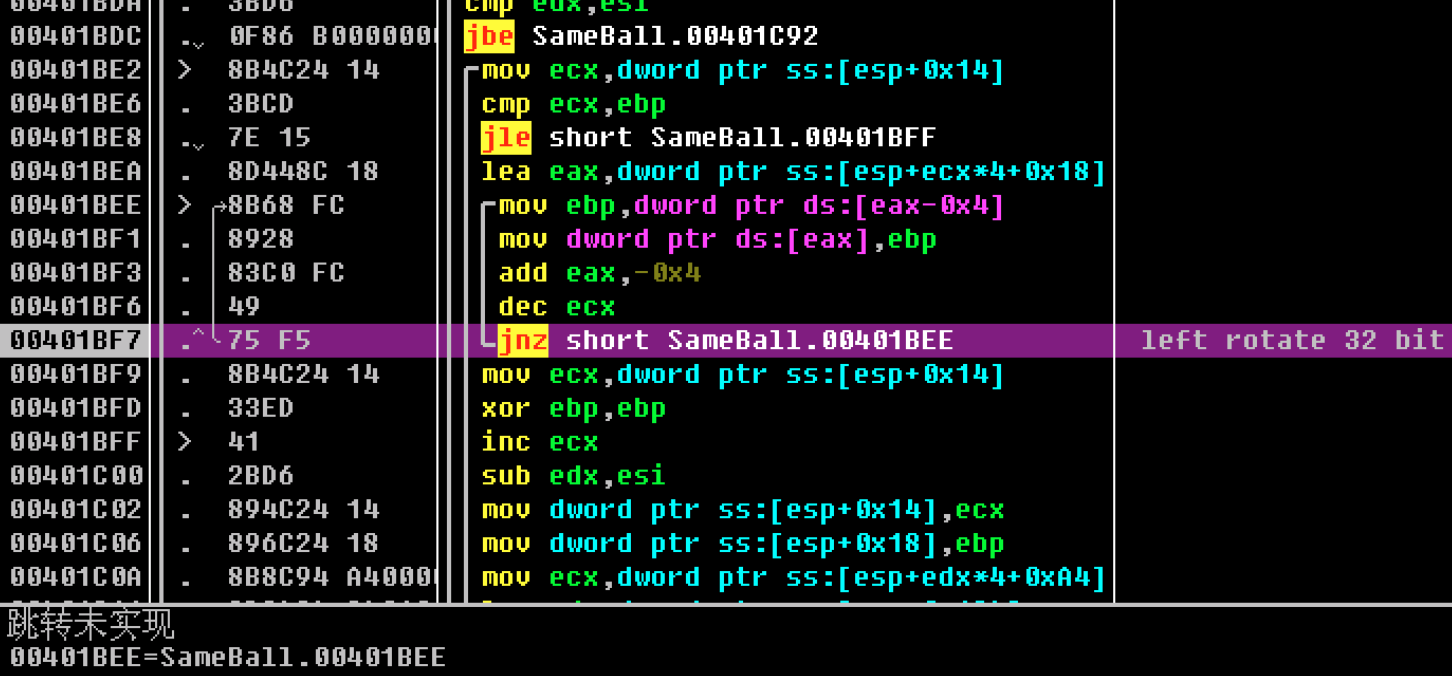 00401BDA . 3BD6 cmp edx,esi
00401BDC . 0F86 B0000000 jbe SameBall.00401C92
00401BE2 > 8B4C24 14 mov ecx,dword ptr ss:[esp+0x14]
00401BE6 . 3BCD cmp ecx,ebp
00401BE8 . 7E 15 jle short SameBall.00401BFF
00401BEA . 8D448C 18 lea eax,dword ptr ss:[esp+ecx*4+0x18]
00401BEE > 8B68 FC mov ebp,dword ptr ds:[eax-0x4]
00401BF1 . 8928 mov dword ptr ds:[eax],ebp
00401BF3 . 83C0 FC add eax,-0x4
00401BF6 . 49 dec ecx
00401BF7 .^ 75 F5 jnz short SameBall.00401BEE left rotate 32 bit
00401BF9 . 8B4C24 14 mov ecx,dword ptr ss:[esp+0x14]
00401BFD . 33ED xor ebp,ebp
00401BFF > 41 inc ecx
00401C00 . 2BD6 sub edx,esi
00401C02 . 894C24 14 mov dword ptr ss:[esp+0x14],ecx
00401C06 . 896C24 18 mov dword ptr ss:[esp+0x18],ebp
00401C0A . 8B8C94 A4000 mov ecx,dword ptr ss:[esp+edx*4+0xA4]
跳转未实现
00401BEE=SameBall.00401BEE